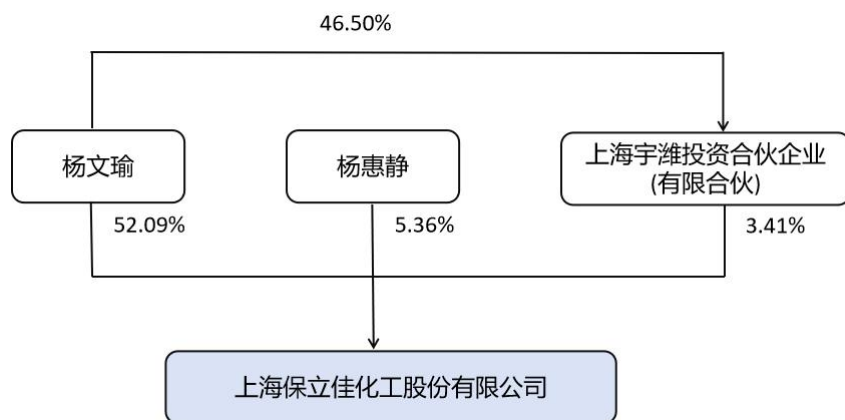 46.50%
杨文瑜
杨惠静
上海宇潍投资合伙企业
(有限合伙)
52.09%
5.36%
3.41%
上海保立佳化工股份有限公司